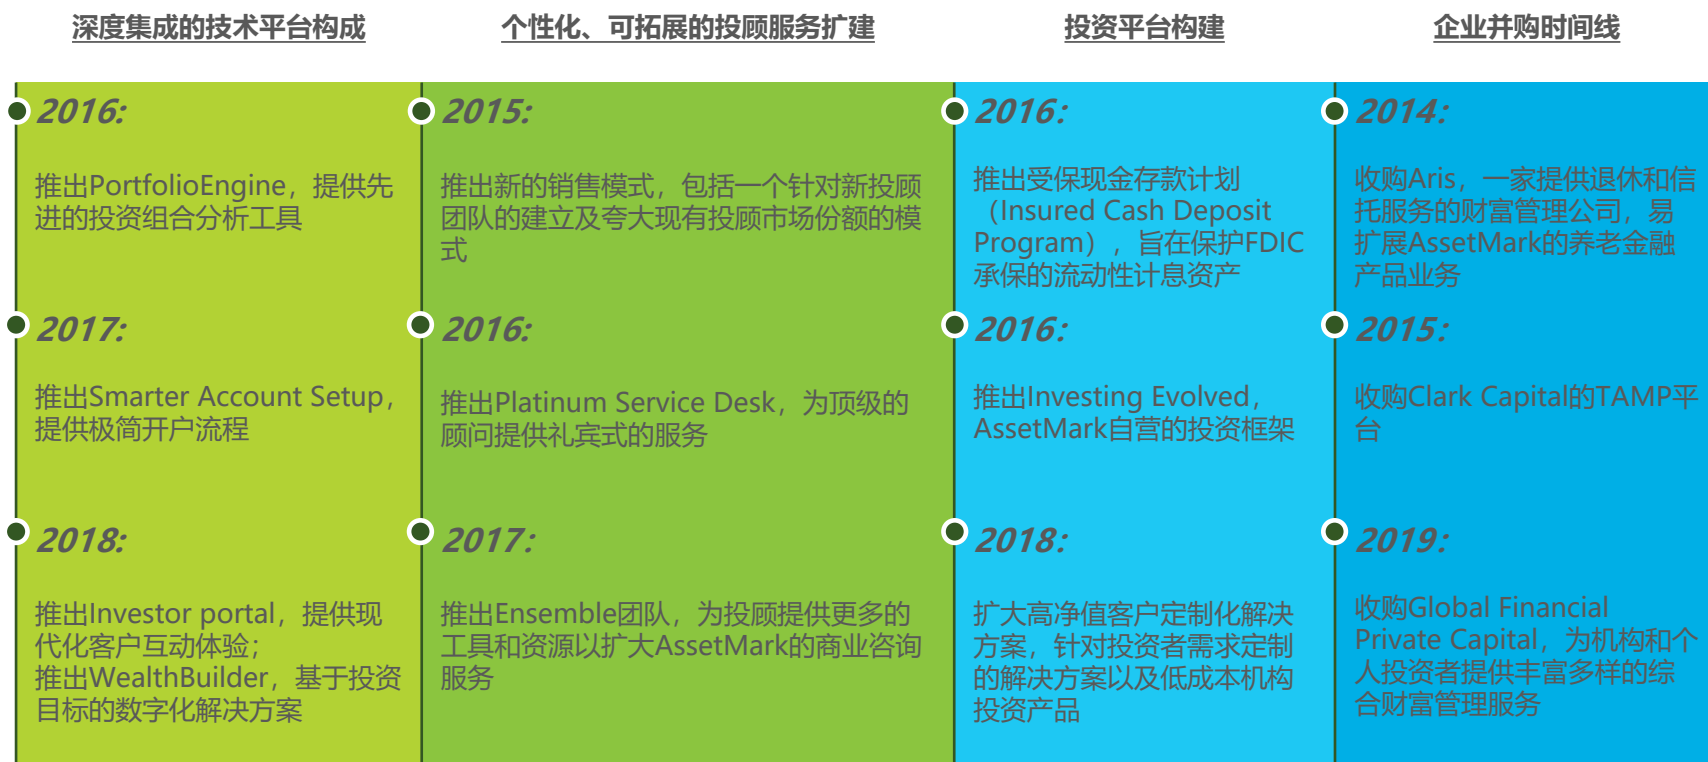 深度集成的技术平台构成
个性化、可拓展的投顾服务扩建
投资平台构建
企业并购时间线
2016:
推出PortfolioEngine，提供先
进的投资组合分析工具
2017:
推出Smarter Account Setup，
提供极简开户流程
2018:
推出Investor portal，提供现
代化客户互动体验；
推出WealthBuilder，基于投资
目标的数字化解决方案
2015:
推出新的销售模式，包括一个针对新投顾
团队的建立及夸大现有投顾市场份额的模
式
2016:
推出Platinum Service Desk，为顶级的
顾问提供礼宾式的服务
2017:
推出Ensemble团队，为投顾提供更多的
工具和资源以扩大AssetMark的商业咨询
服务
2016:
推出受保现金存款计划
（Insured Cash Deposit
Program），旨在保护FDIC
承保的流动性计息资产
2016:
推出Investing Evolved，
AssetMark自营的投资框架
2018:
扩大高净值客户定制化解决
方案，针对投资者需求定制
的解决方案以及低成本机构
投资产品
2014:
收购Aris，一家提供退休和信
托服务的财富管理公司，易
扩展AssetMark的养老金融
产品业务
2015:
收购Clark Capital的TAMP平
台
2019:
收购Global Financial
Private Capital，为机构和个
人投资者提供丰富多样的综
合财富管理服务